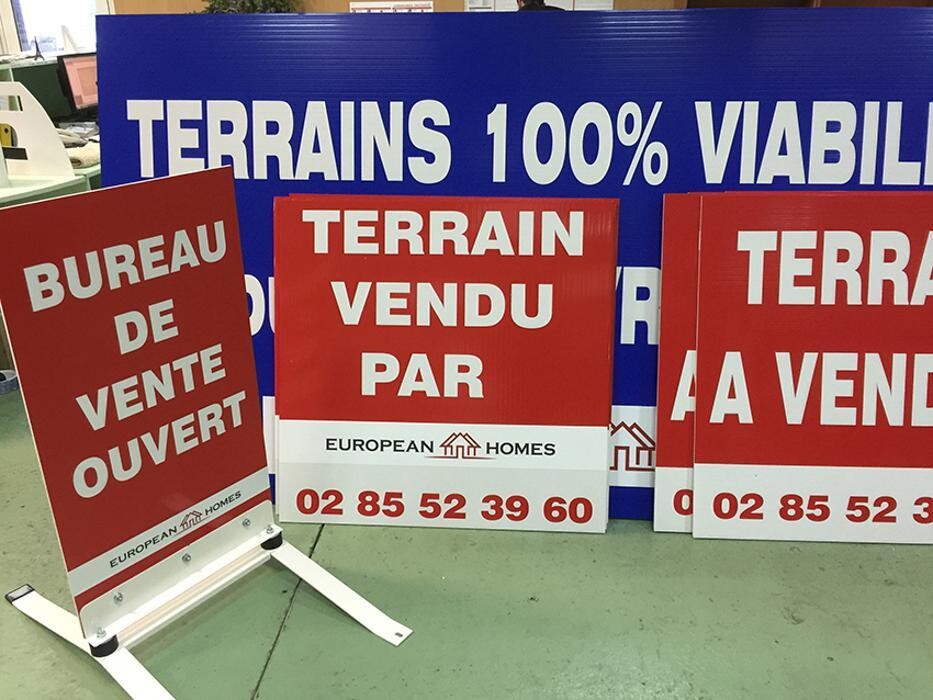 TERRAINS 100% VIABIL
BUREAU
DE
VENTE
OUVERT
EUROPEAN HOMES
TERRAIN
VENDU
PAR
EUROPEAN HOMES
02 85 52 39 60
TERRA
A VEND
02 85 52 3